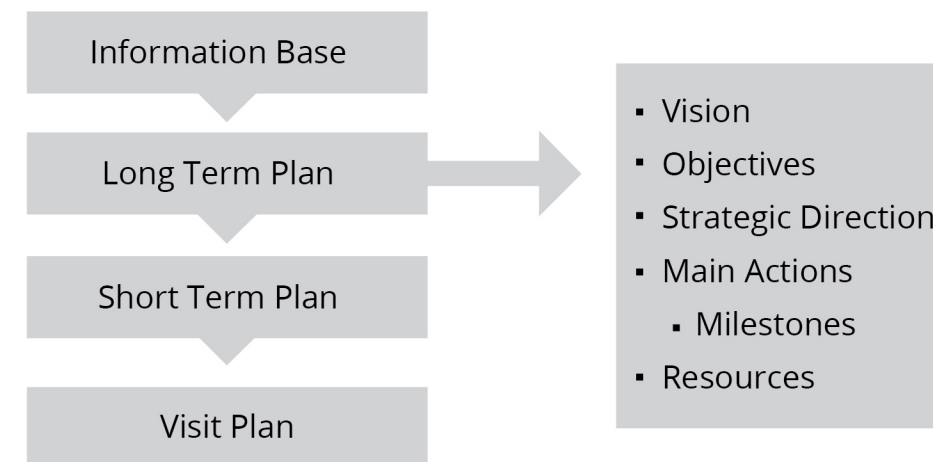 Information Base
Long Term Plan
Short Term Plan
Visit Plan
▪ Vision
▪ Objectives
▪ Strategic Direction
▪ Main Actions
▪ Milestones
▪ Resources